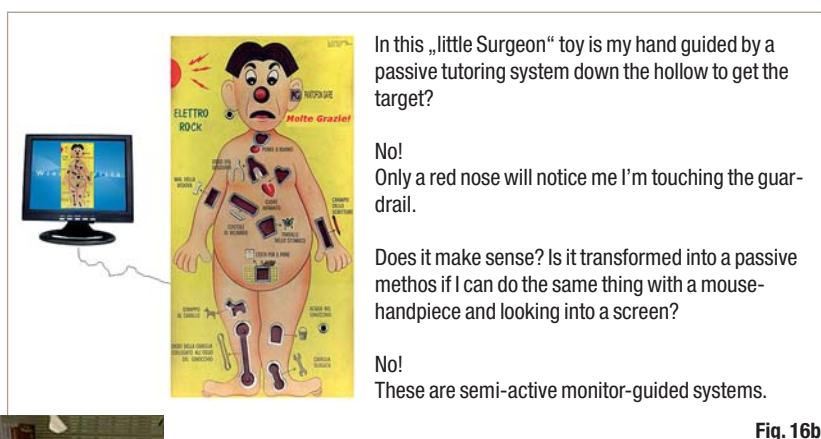 In this „little Surgeon“ toy is my hand guided by a
passive tutoring system down the hollow to get the
target?
No!
Only a red nose will notice me I’m touching the guar-
drail.
Does it make sense? Is it transformed into a passive
methos if I can do the same thing with a mouse-
handpiece and looking into a screen?
No!
These are semi-active monitor-guided systems.
Fig. 16b
ELETTRO
ROCK
Molte Grazie!